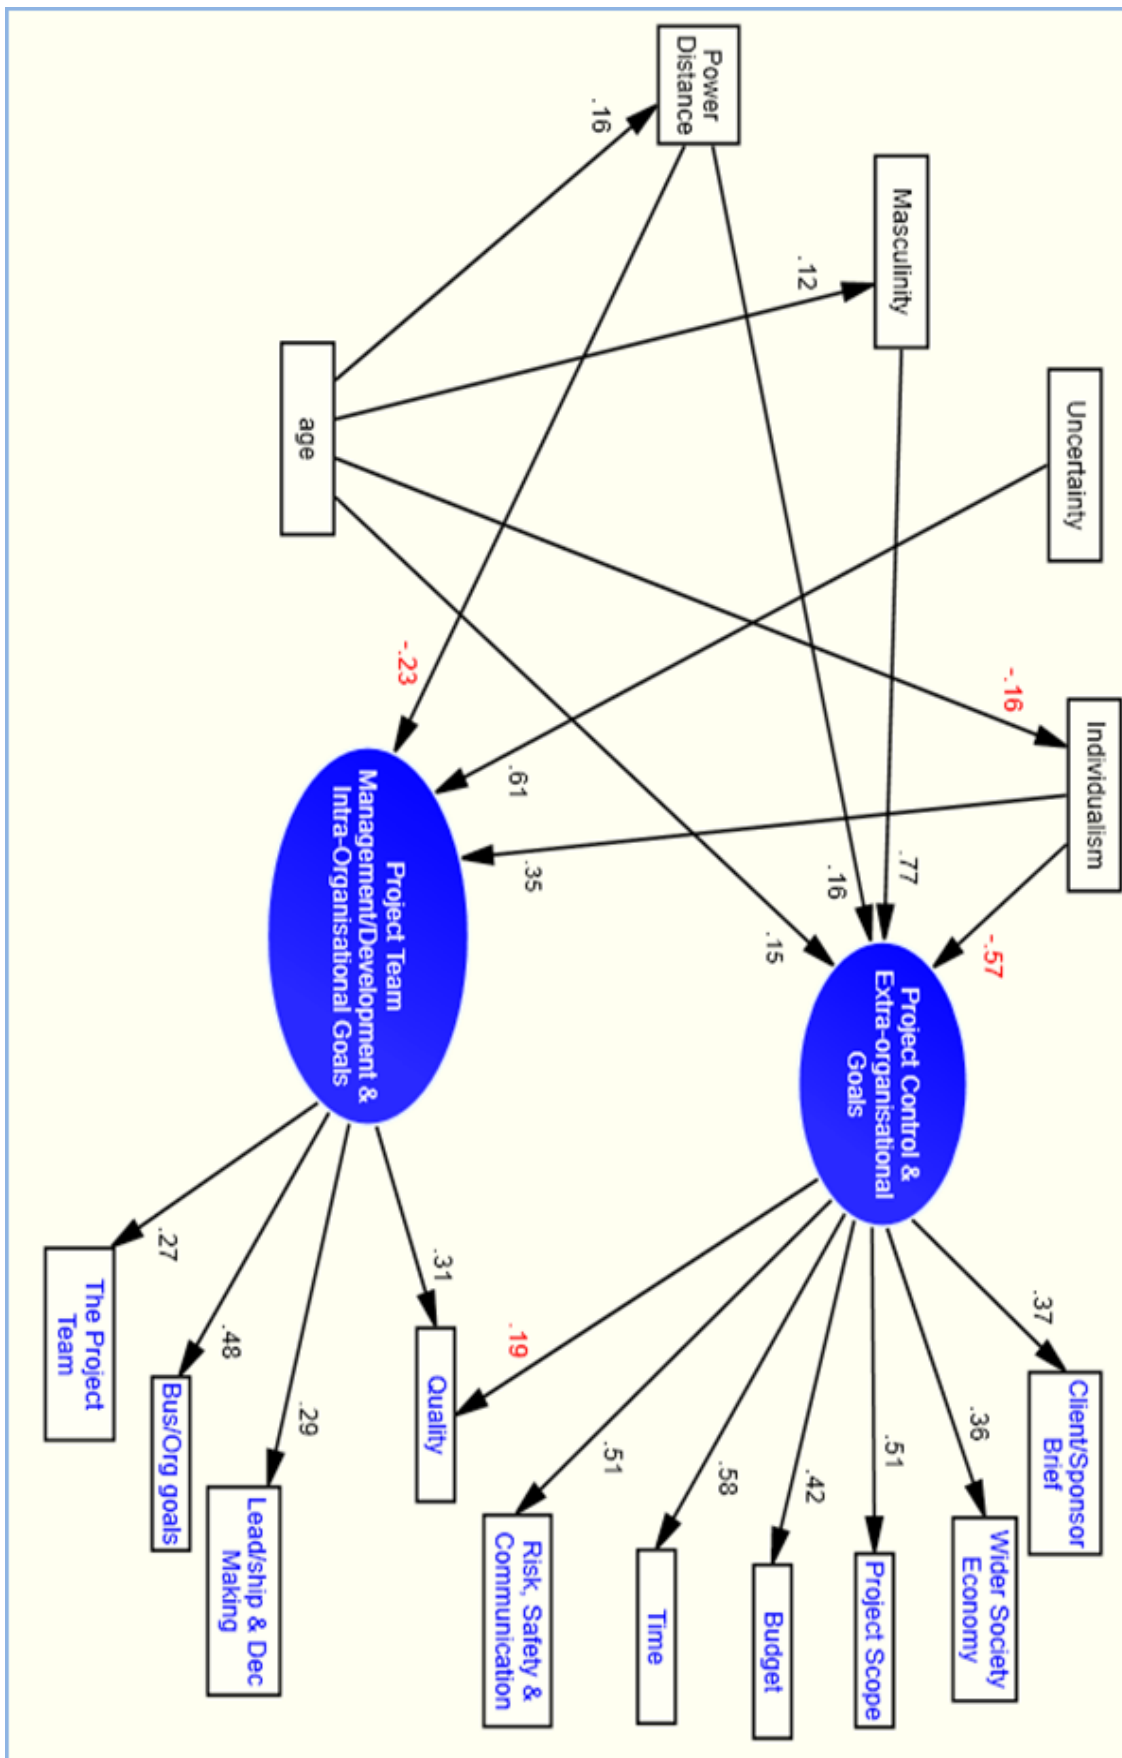 Client/Sponsor
Brief
Individualism
Uncertainty
.37
-.16
-.57
Wider Society
Economy
.36
Masculinity
.77
Project Control &
Extra-organisational
Goals
Project Scope
.51
.16
.12
.42
Budget
.15
.58
Time
Power
Distance
.16
.61
.35
.51
Risk, Safety &
Communication
.19
.31
Quality
-.23
Project Team
Management/Development &
Intra-Organisational Goals
age
.29
Lead/ship & Dec
Making
.48
Bus/Org goals
.27
The Project
Team